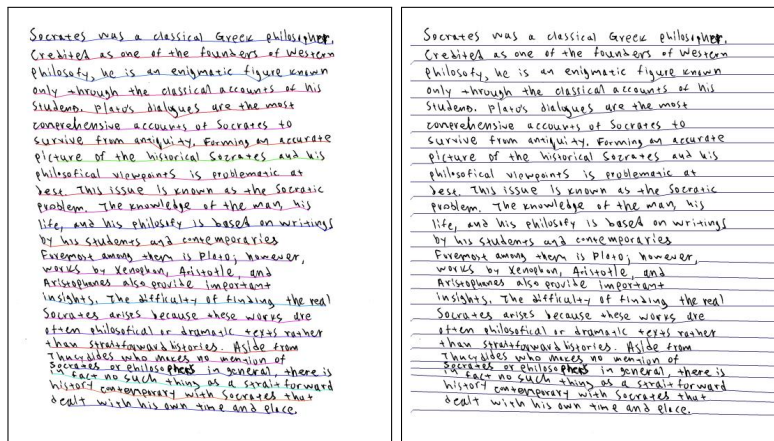 Socrates was a classical Greek philosopher.
Credited as one of the founders of Western
philosofy, he is an enigmatic figure known
only through the classical accounts of his
students. Plato's dialogues are the most
conprehensive accounts of Socrates to
survive from antiquity. Forming an accurate
picture of the historical Socrates and his
philosofical viewpoints is problematic at
best. This issue is known as the Socratic
problem. The knowledge of the man, his
life, and his philosify is based on writings
by his students and contemporaries
Foremost among them is Plato; however,
works by Xenophon, Aristotle, and
Aristophanes also provide important
insights. The difficulty of finding the real
Socrates arises because these works are
often philosofical or dramatic texts rather
than straitforward histories. Aside from
Thucydides who makes no mention of
Socrates or philosophers in general, there is
in fact no such thing as a strait forward
history contemporary with Socrates that
dealt with his own time and place.
Socrates was a classical Greek philosopher.
Credited as one of the founders of Western
philosofy, he is an enigmatic figure known
only through the classical accounts of his
students. Plato's dialogues are the most
conprehensive accounts of Socrates to
survive from antiquity. Forming an accurate
picture of the historical Socrates and his
philosofical viewpoints is problematic at
best. This issue is known as the Socratic
problem. The knowledge of the man, his
life, and his philosify is based on writings
by his students and contemporaries
Foremost among them is Plato; however,
works by Xenophon, Aristotle, and
Aristophanes also provide important
insights. The difficulty of finding the real
Socrates arises because these works are
often philosofical or dramatic texts rather
than straitforward histories. Aside from
Thucydides who makes no mention of
Socrates or philosophers in general, there is
in fact no such thing as a strait forward
history contemporary with Socrates that
dealt with his own time and place.